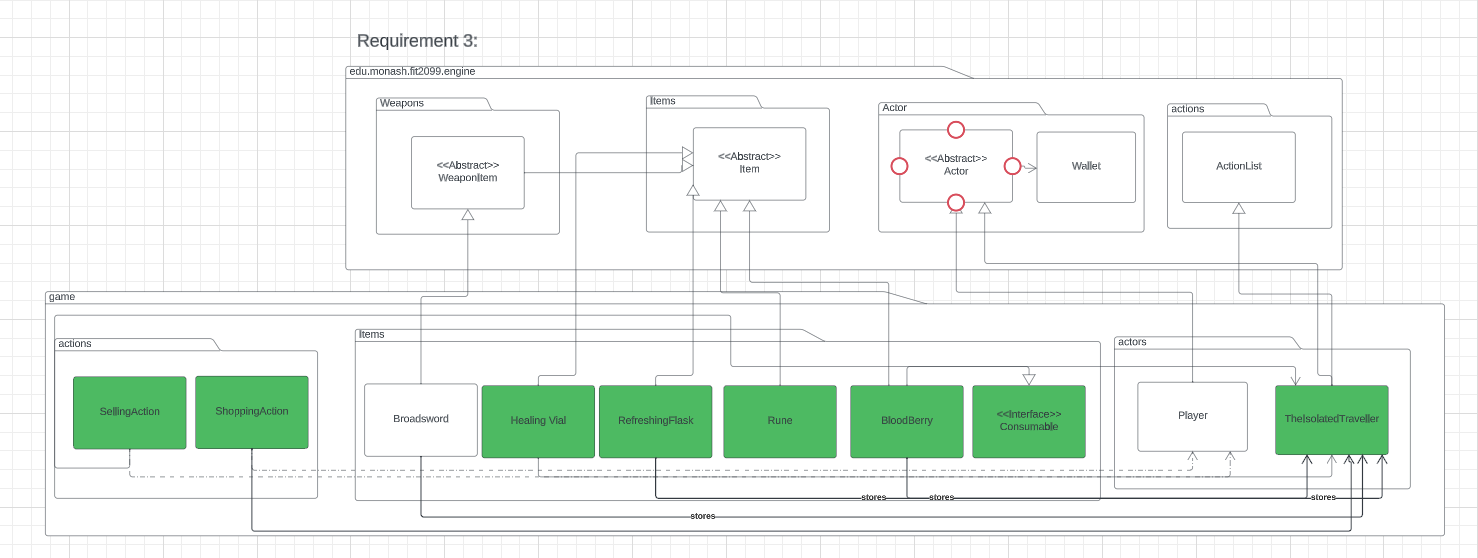 Requirement 3:
edu.monash.fit2099.engine
Weapons
<<Abstract>>
WeaponItem
Items
<<Abstract>>
Item
Actor
<<Abstract>>
Actor
Wallet
actions
ActionList
game
actions
SellingAction
ShoppingAction
Items
Broadsword
Healing Vial
RefreshingFlask
Rune
BloodBerry
<<Interface>>
Consumable
actors
Player
TheIsolatedTraveller
stores
stores
stores
stores